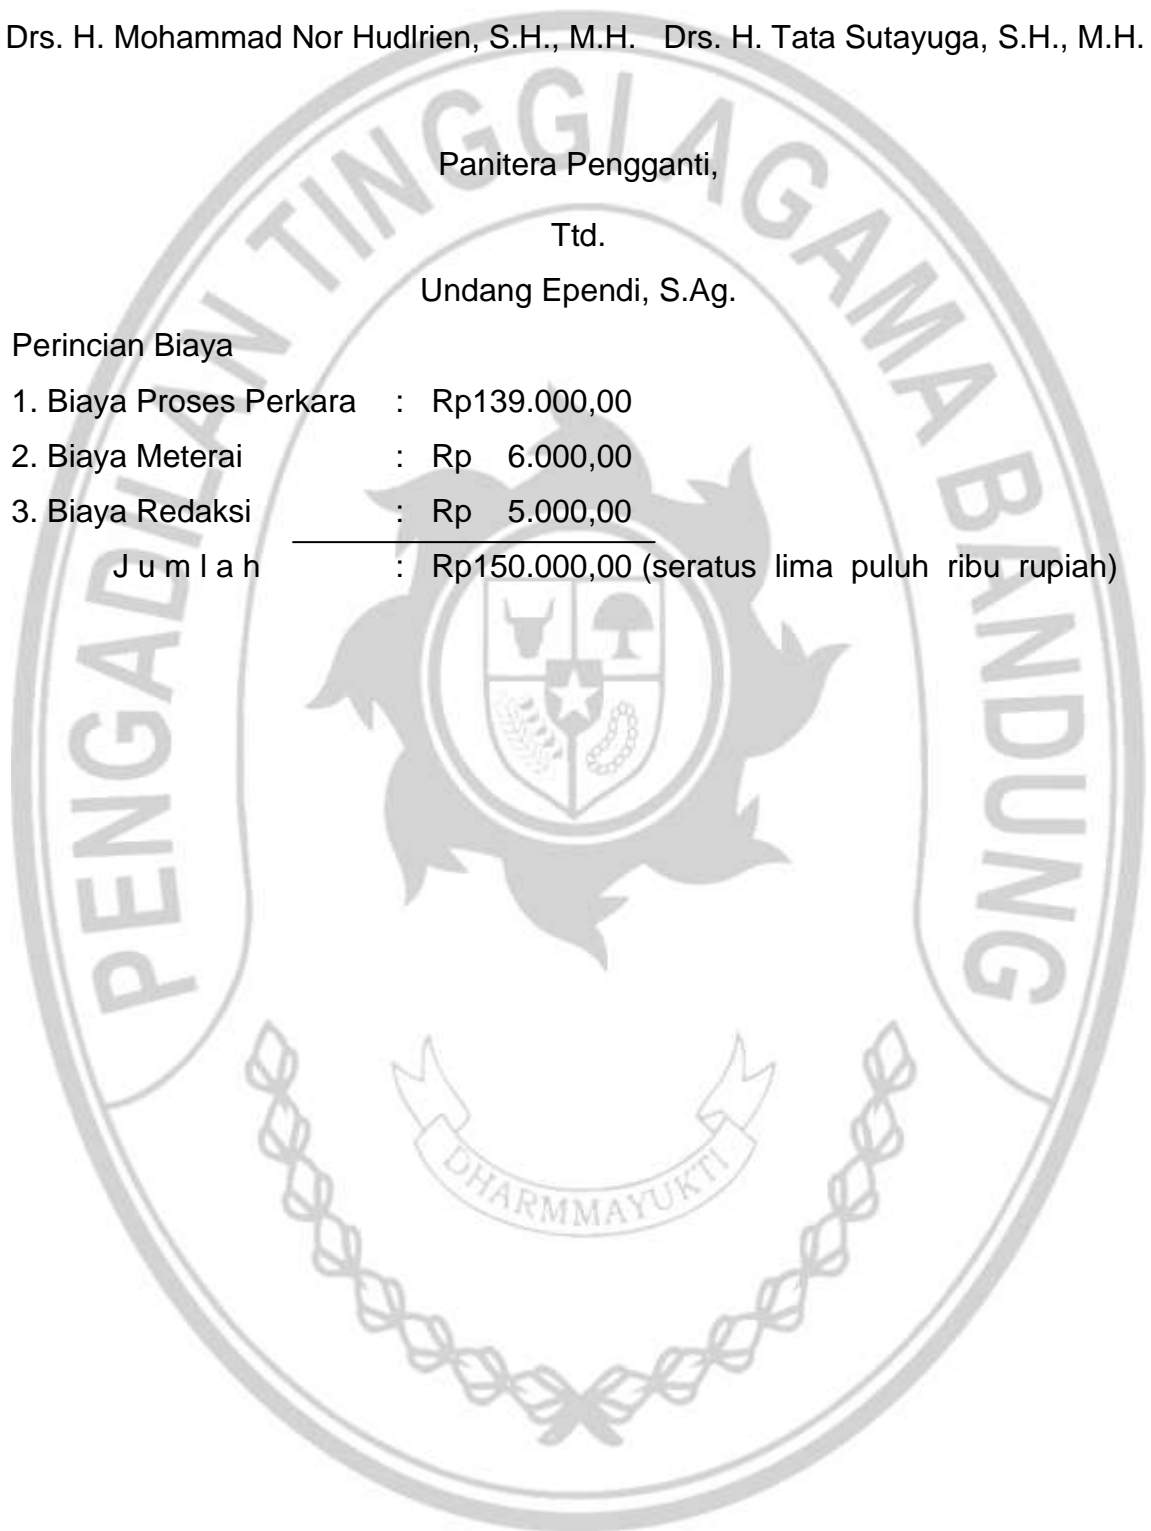 Drs. H. Mohammad Nor Hudlrien, S.H., M.H. Drs. H. Tata Sutayuga, S.H., M.H.
Panitera Pengganti,
Ttd.
Undang Ependi, S.Ag.
Perincian Biaya
1. Biaya Proses Perkara : Rp139.000,00
2. Biaya Meterai : Rp 6.000,00
3. Biaya Redaksi : Rp 5.000,00
J u m l a h : Rp150.000,00 (seratus lima puluh ribu rupiah)
PENGADILAN TINGGI AGAMA BANDUNG
DHARMMAYUKTI